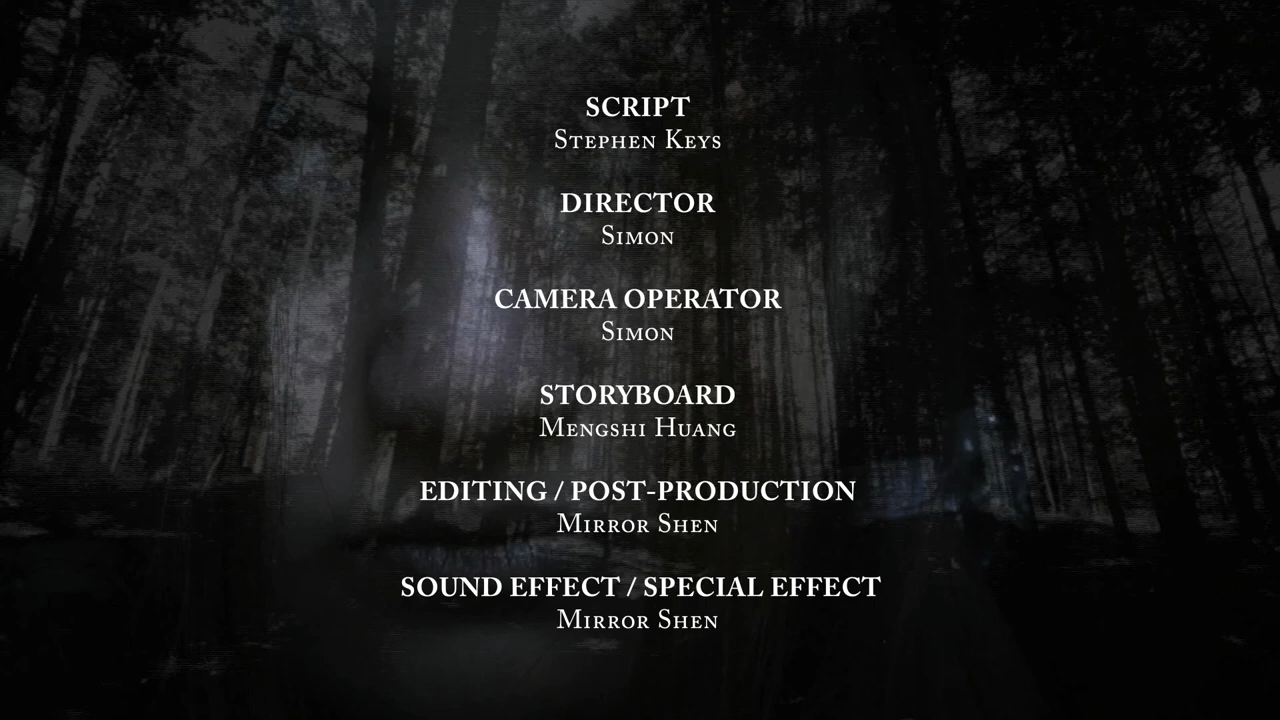 SCRIPT
Stephen Keys
DIRECTOR
Simon
CAMERA OPERATOR
Simon
STORYBOARD
Mengshi Huang
EDITING / POST-PRODUCTION
Mirror Shen
SOUND EFFECT / SPECIAL EFFECT
Mirror Shen